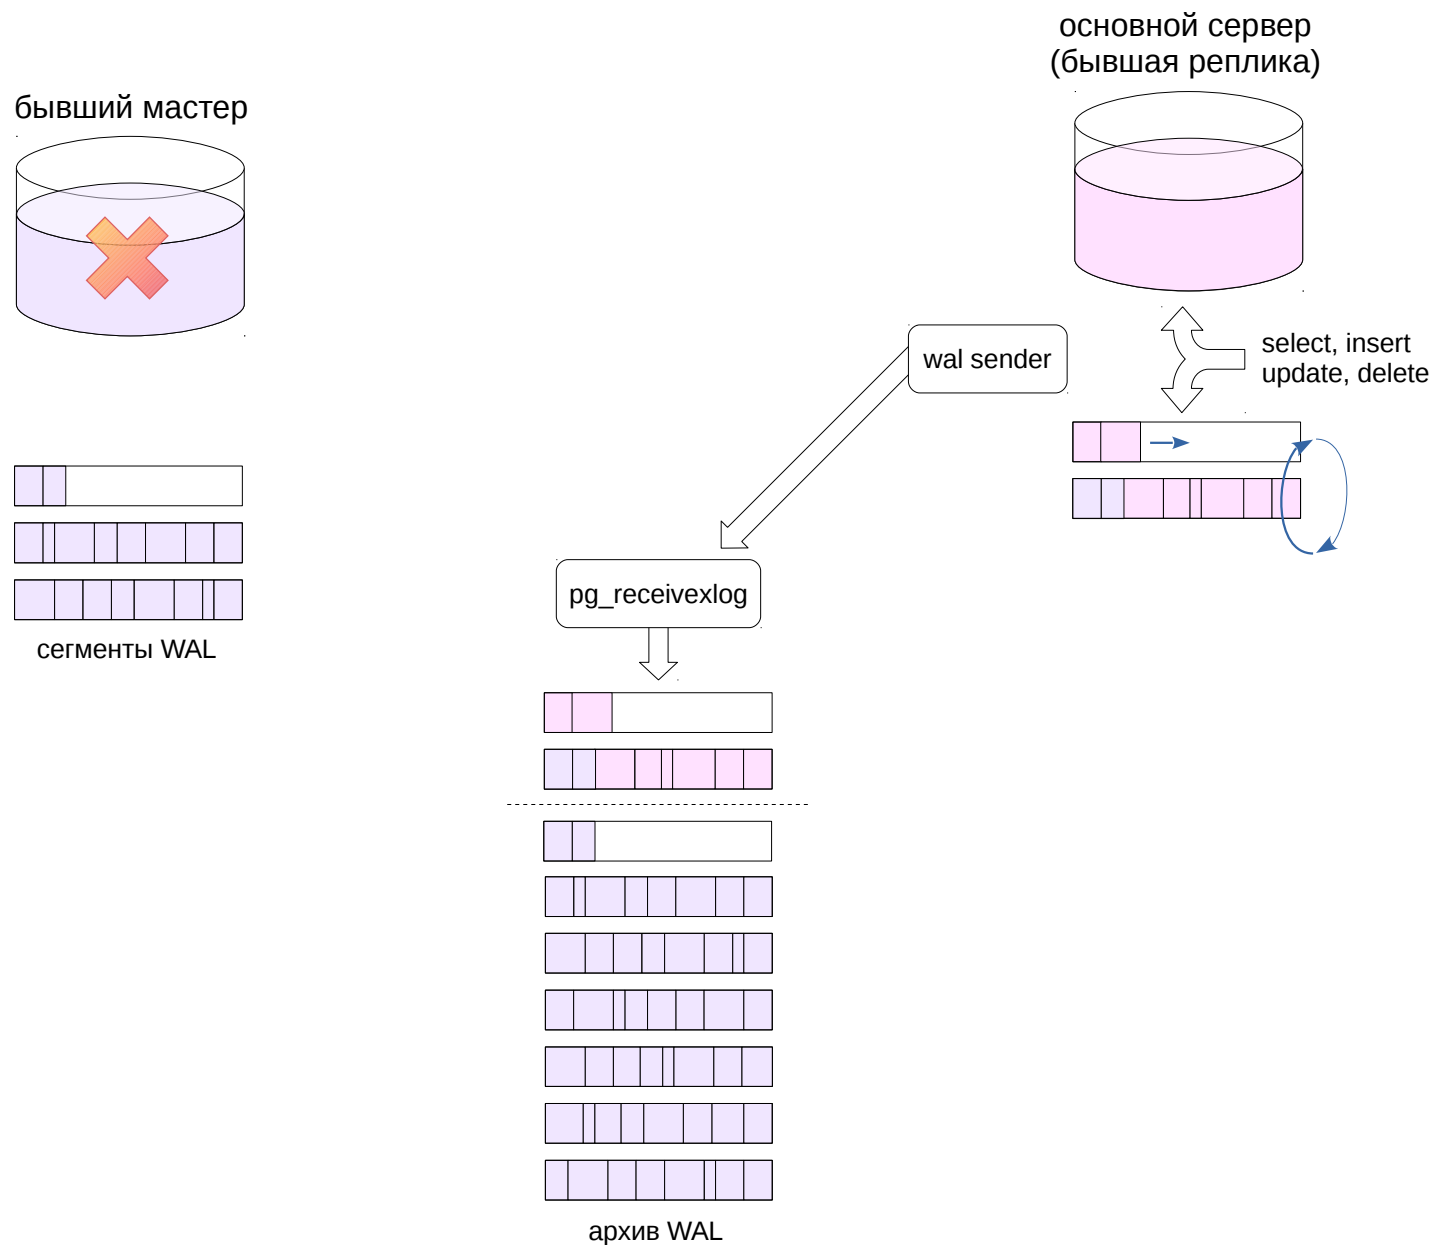 основной сервер
(бывшая реплика)
бывший мастер
wal sender
select, insert
update, delete
pg_receivexlog
сегменты WAL
архив WAL